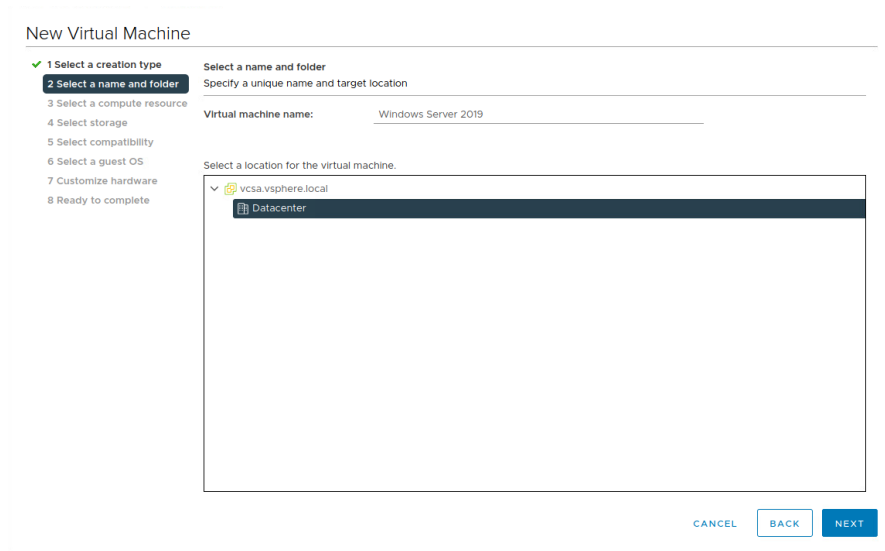 New Virtual Machine
1 Select a creation type
2 Select a name and folder
3 Select a compute resource
4 Select storage
5 Select compatibility
6 Select a guest OS
7 Customize hardware
8 Ready to complete
Select a name and folder
Specify a unique name and target location
Virtual machine name: Windows Server 2019
Select a location for the virtual machine.
vcsa.vsphere.local
Datacenter
CANCEL BACK NEXT